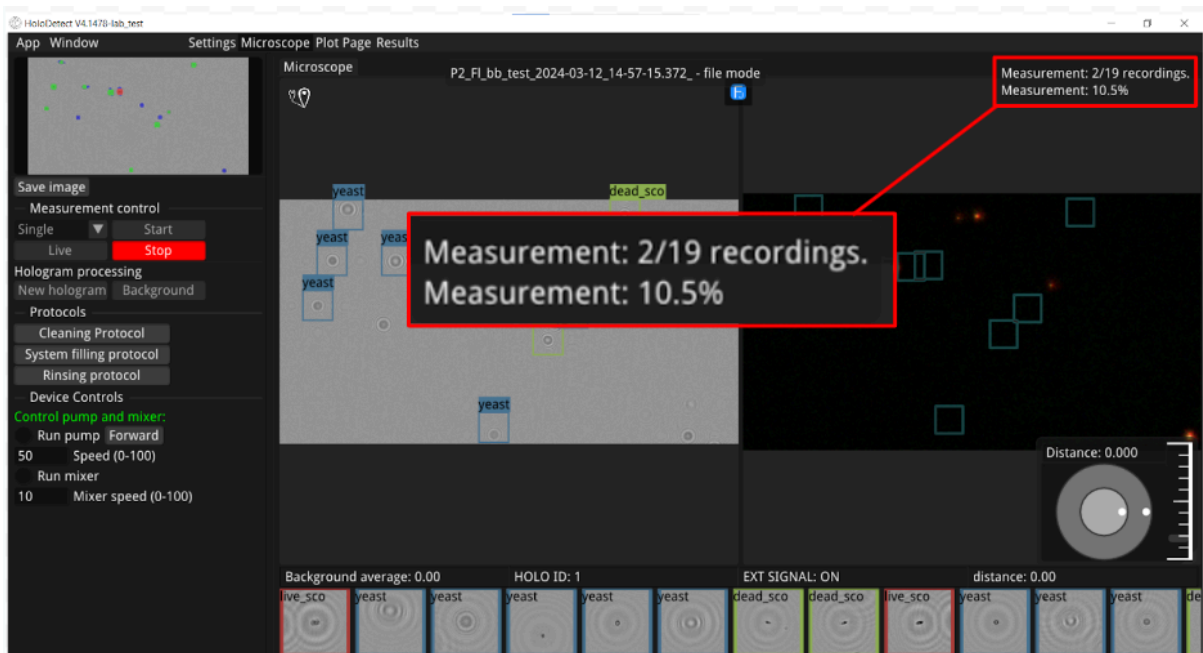 HoloDetect V4.1478-lab_test
App Window Settings Microscope Plot Page Results
Microscope
P2_Fl_bb_test_2024-03-12_14-57-15.372_ - file mode
Measurement: 2/19 recordings.
Measurement: 10.5%
Save image
Measurement control
Single Start
Live Stop
Hologram processing
New hologram Background
Protocols
Cleaning Protocol
System filling protocol
Rinsing protocol
Device Controls
Control pump and mixer:
Run pump Forward
50 Speed (0-100)
Run mixer
10 Mixer speed (0-100)
yeast dead_sco
yeast yeas
yeast
Measurement: 2/19 recordings.
Measurement: 10.5%
yeast
Distance: 0.000
Background average: 0.00 HOLO ID: 1 EXT SIGNAL: ON distance: 0.00
live_sco yeast yeast yeast yeast yeast dead_sco dead_sco live_sco yeast yeast yeast de